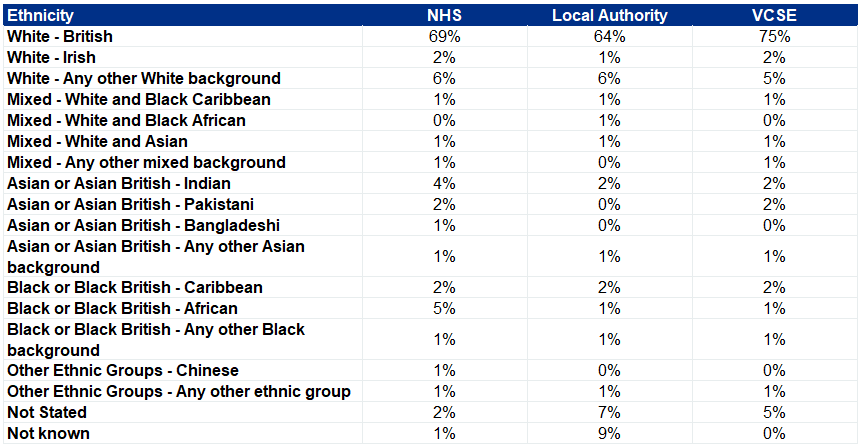 Ethnicity NHS Local Authority VCSE
White - British 69% 64% 75%
White - Irish 2% 1% 2%
White - Any other White background 6% 6% 5%
Mixed - White and Black Caribbean 1% 1% 1%
Mixed - White and Black African 0% 1% 0%
Mixed - White and Asian 1% 1% 1%
Mixed - Any other mixed background 1% 0% 1%
Asian or Asian British - Indian 4% 2% 2%
Asian or Asian British - Pakistani 2% 0% 2%
Asian or Asian British - Bangladeshi 1% 0% 0%
Asian or Asian British - Any other Asian
background 1% 1% 1%
Black or Black British - Caribbean 2% 2% 2%
Black or Black British - African 5% 1% 1%
Black or Black British - Any other Black
background 1% 1% 1%
Other Ethnic Groups - Chinese 1% 0% 0%
Other Ethnic Groups - Any other ethnic group 1% 1% 1%
Not Stated 2% 7% 5%
Not known 1% 9% 0%